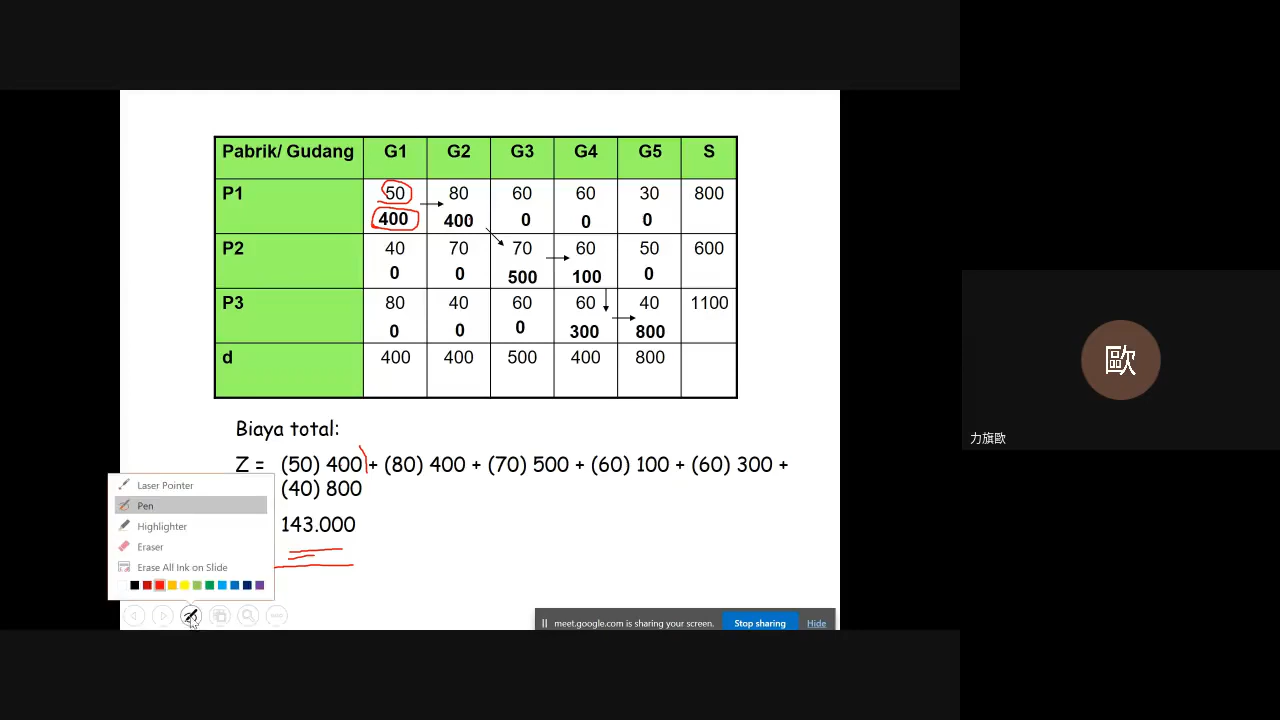 Pabrik/ Gudang G1 G2 G3 G4 G5 S
P1 50 80 60 60 30 800
400 400 0 0 0
P2 40 70 70 60 50 600
0 0 500 100 0
P3 80 40 60 60 40 1100
0 0 0 300 800
d 400 400 500 400 800
Biaya total:
Z = (50) 400 + (80) 400 + (70) 500 + (60) 100 + (60) 300 +
(40) 800
143.000
Laser Pointer
Pen
Highlighter
Eraser
Erase All Ink on Slide
meet.google.com is sharing your screen. Stop sharing Hide
歐
力旗歐